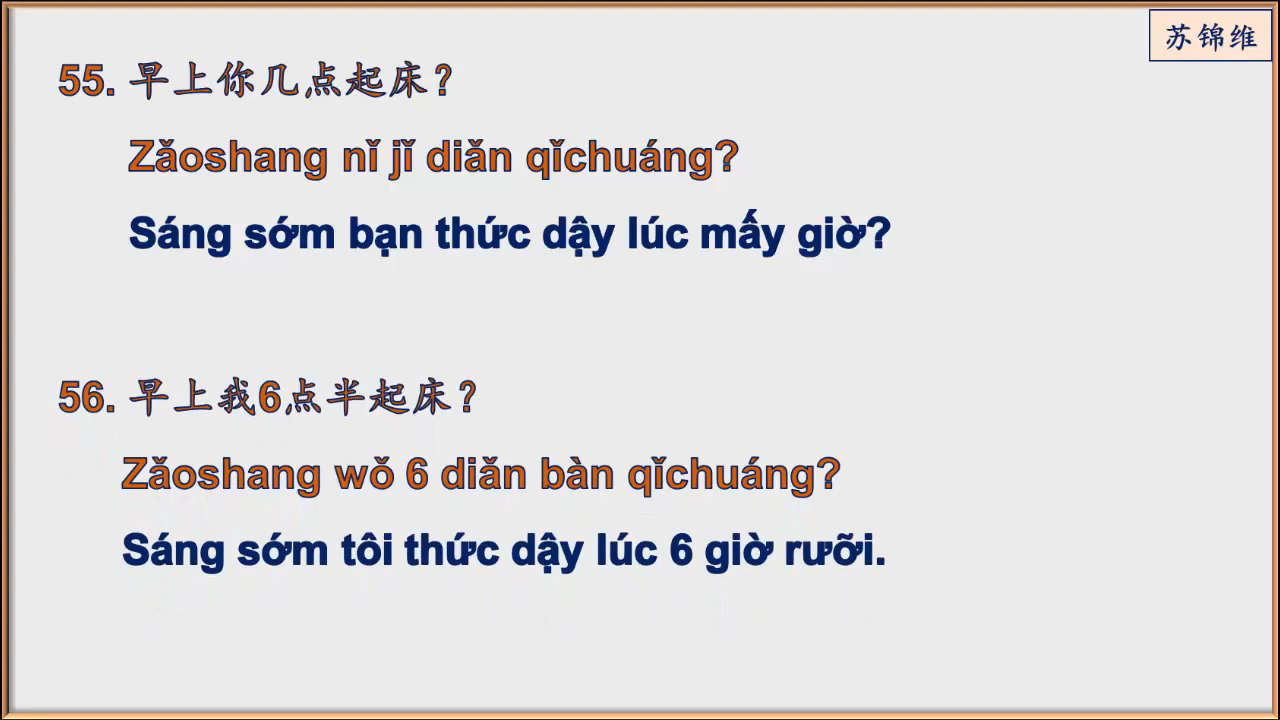 苏锦维
55. 早上你几点起床？
Zǎoshang nǐ jǐ diǎn qǐchuáng?
Sáng sớm bạn thức dậy lúc mấy giờ?
56. 早上我6点半起床？
Zǎoshang wǒ 6 diǎn bàn qǐchuáng?
Sáng sớm tôi thức dậy lúc 6 giờ rưỡi.